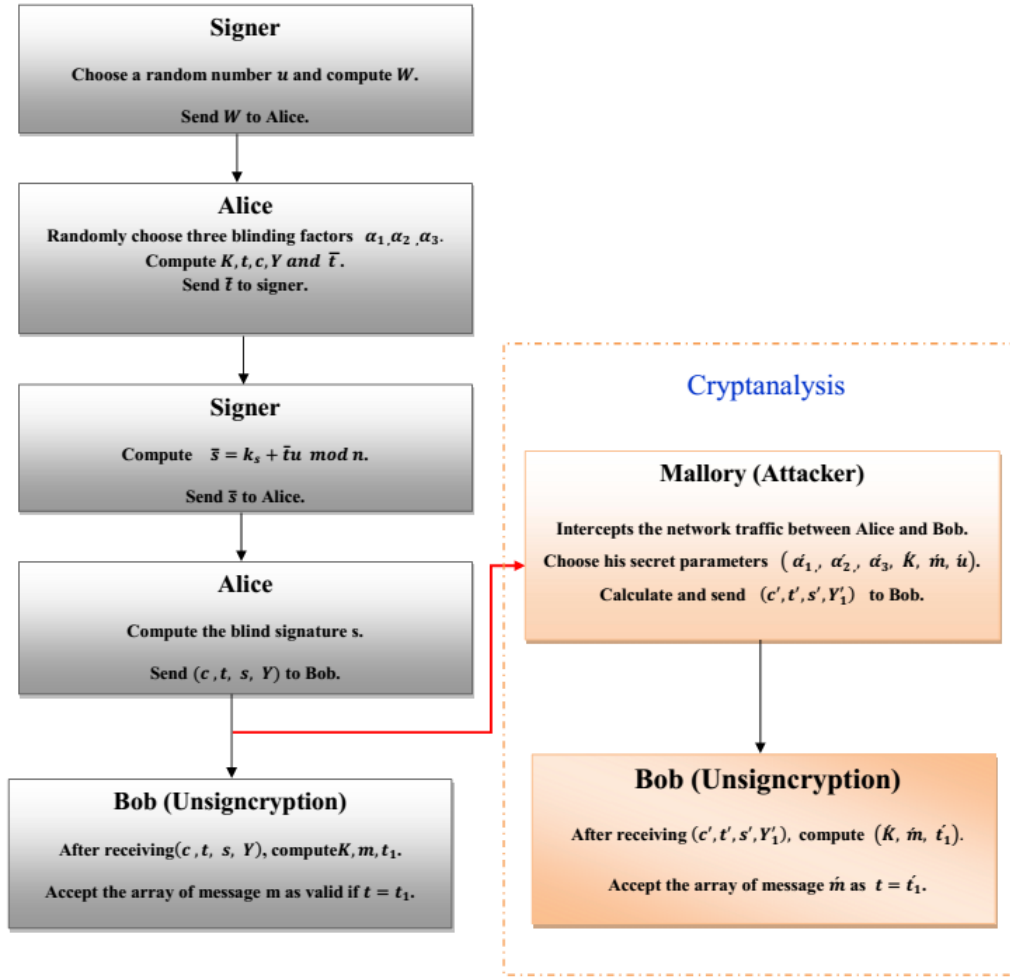 Signer
Choose a random number u and compute W.
Send W to Alice.
Alice
Randomly choose three blinding factors α₁,α₂,α₃.
Compute K, t, c, Y and t̄.
Send t̄ to signer.
Signer
Compute s̄ = kₛ + t̄u mod n.
Send s̄ to Alice.
Alice
Compute the blind signature s.
Send (c, t, s, Y) to Bob.
Bob (Unsigncryption)
After receiving(c, t, s, Y), computeK, m, t₁.
Accept the array of message m as valid if t = t₁.
Cryptanalysis
Mallory (Attacker)
Intercepts the network traffic between Alice and Bob.
Choose his secret parameters (ά₁,, ά₂,, ά₃, Ḱ, ḿ, ú).
Calculate and send (c′, t′, s′, Y₁′) to Bob.
Bob (Unsigncryption)
After receiving (c′, t′, s′, Y₁′), compute (Ḱ, ḿ, t́₁).
Accept the array of message ḿ as t = t́₁.